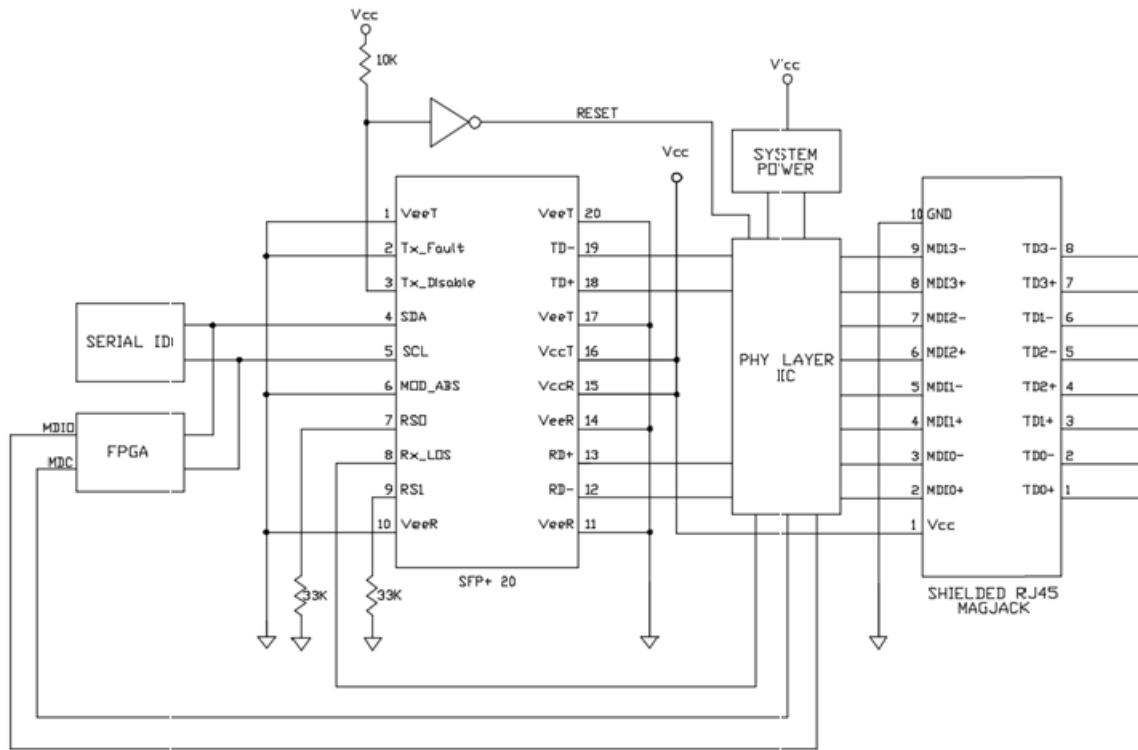 Vcc
10K
RESET
V'cc
SYSTEM
POWER
Vcc
1 VeeT
2 Tx_Fault
3 Tx_Disable
4 SDA
5 SCL
6 MOD_ABS
7 RS0
8 Rx_LOS
9 RS1
10 VeeR
VeeT 20
TD- 19
TD+ 18
VeeT 17
VccT 16
VccR 15
VeeR 14
RD+ 13
RD- 12
VeeR 11
SFP+ 20
SERIAL ID
MDIO
MDC
FPGA
33K
33K
PHY LAYER
IC
10 GND
9 MDI3-
8 MDI3+
7 MDI2-
6 MDI2+
5 MDI1-
4 MDI1+
3 MDI0-
2 MDI0+
1 Vcc
TD3- 8
TD3+ 7
TD1- 6
TD2- 5
TD2+ 4
TD1+ 3
TD0- 2
TD0+ 1
SHIELDED RJ45
MAGJACK